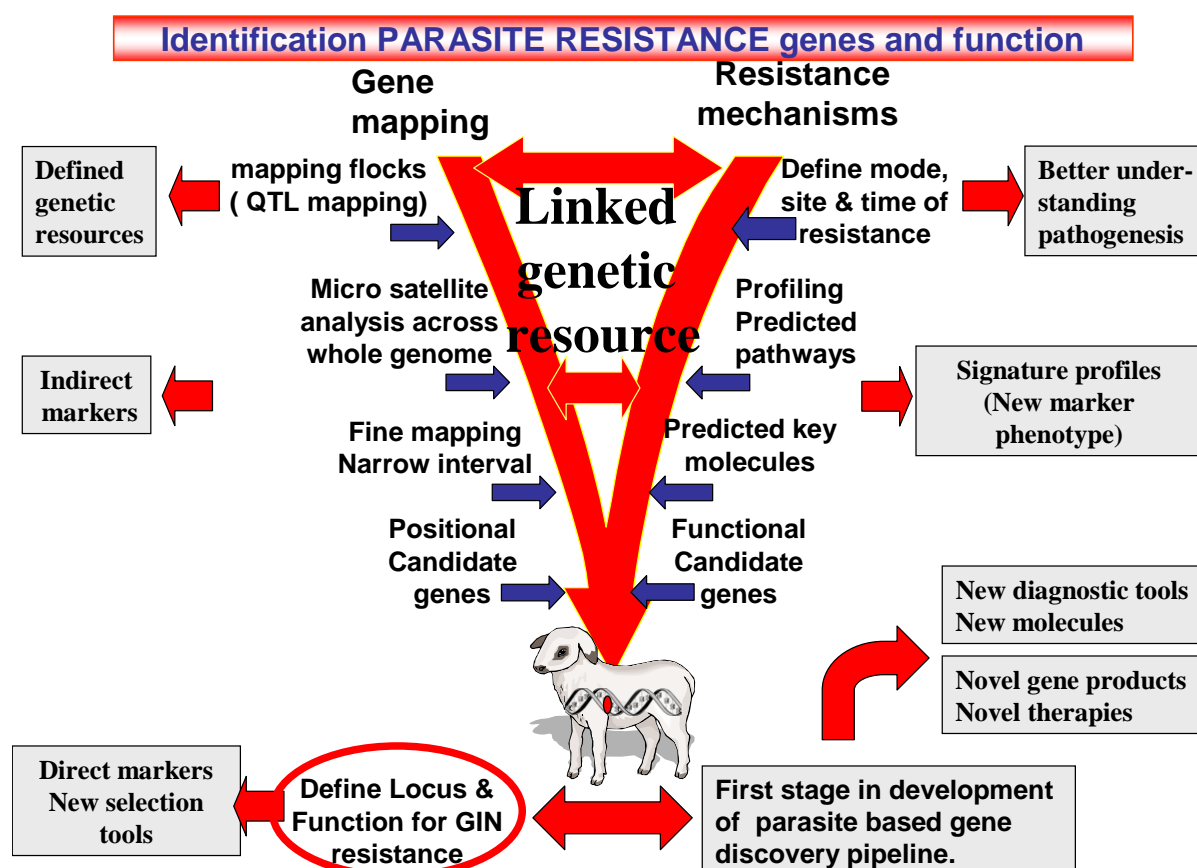 Identification PARASITE RESISTANCE genes and function
Gene
mapping
Resistance
mechanisms
Defined
genetic
resources
mapping flocks
( QTL mapping)
Linked
genetic
resource
Define mode,
site & time of
resistance
Better under-
standing
pathogenesis
Micro satellite
analysis across
whole genome
Profiling
Predicted
pathways
Indirect
markers
Signature profiles
(New marker
phenotype)
Fine mapping
Narrow interval
Predicted key
molecules
Positional
Candidate
genes
Functional
Candidate
genes
New diagnostic tools
New molecules
Novel gene products
Novel therapies
Direct markers
New selection
tools
Define Locus &
Function for GIN
resistance
First stage in development
of parasite based gene
discovery pipeline.